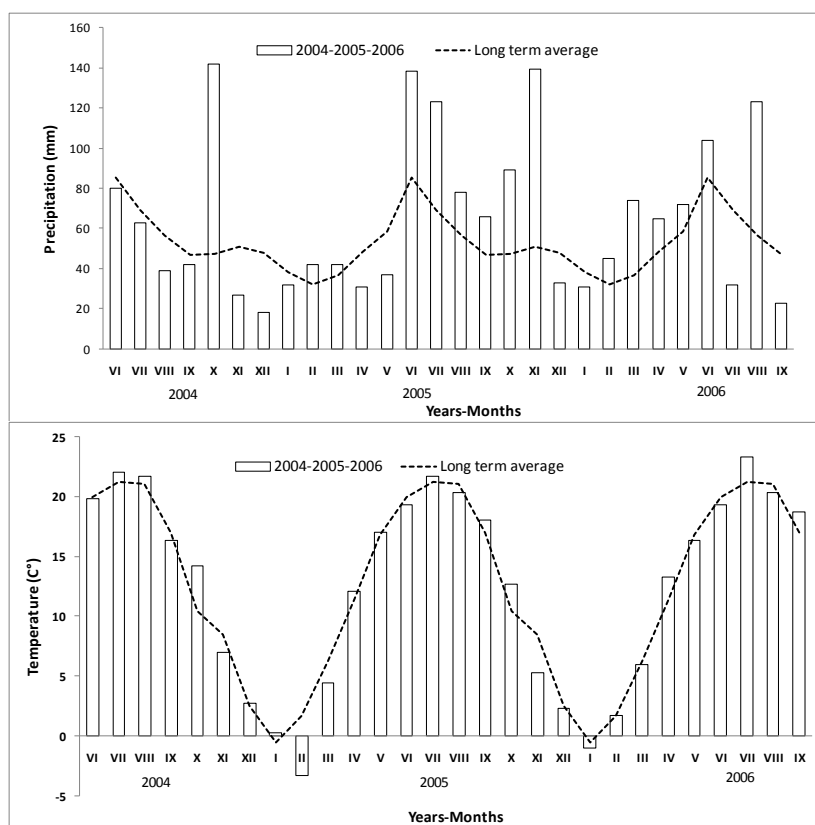 160
140
120
100
80
60
40
20
0
Precipitation (mm)
2004-2005-2006 Long term average
VI VII VIII IX X XI XII I II III IV V VI VII VIII IX X XI XII I II III IV V VI VII VIII IX
2004 2005 2006
Years-Months
25
20
15
10
5
0
-5
Temperature (C°)
2004-2005-2006 Long term average
VI VII VIII IX X XI XII I II III IV V VI VII VIII IX X XI XII I II III IV V VI VII VIII IX
2004 2005 2006
Years-Months